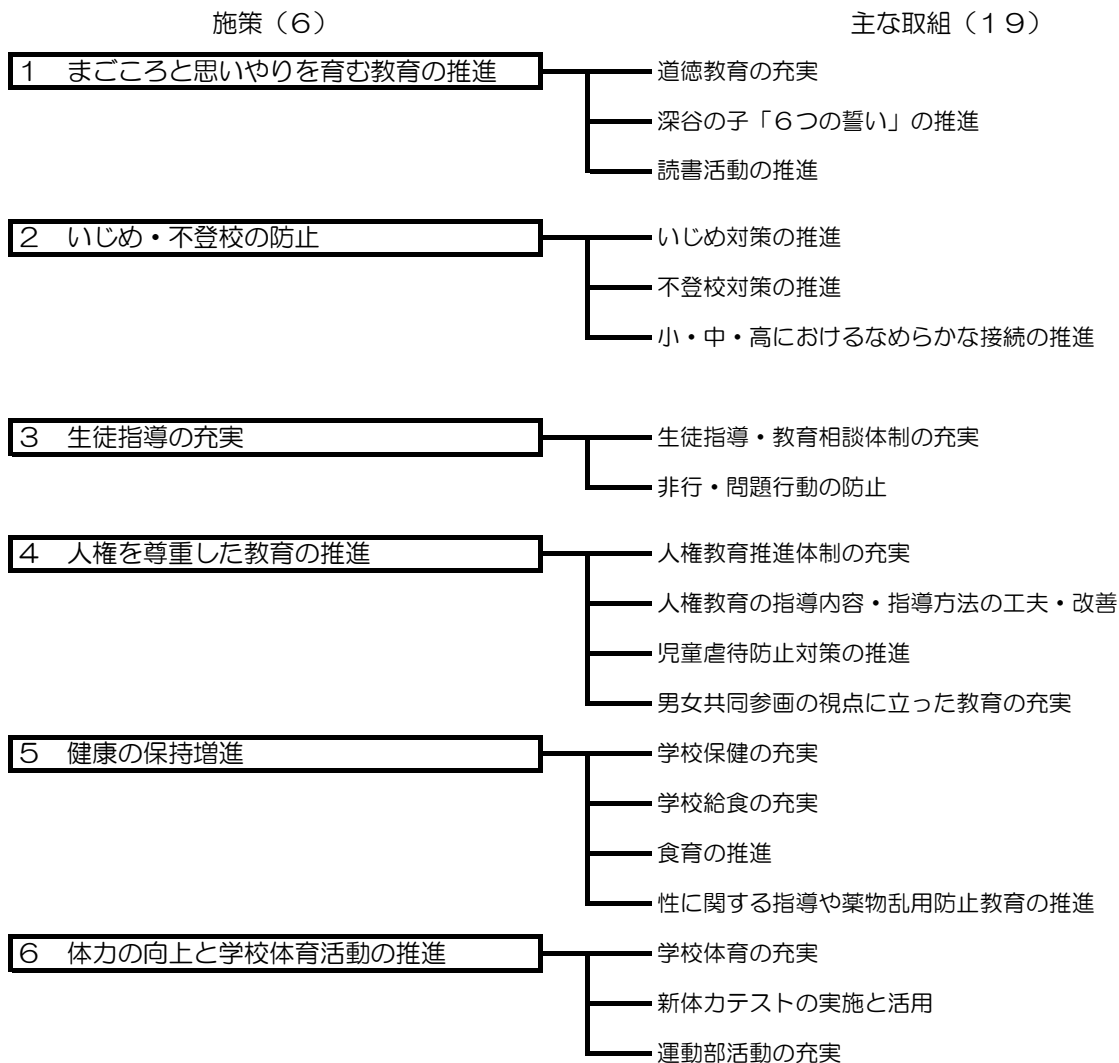 施策（６） 主な取組（１９）
１ まごころと思いやりを育む教育の推進 道徳教育の充実
深谷の子「６つの誓い」の推進
読書活動の推進
２ いじめ・不登校の防止 いじめ対策の推進
不登校対策の推進
小・中・高におけるなめらかな接続の推進
３ 生徒指導の充実 生徒指導・教育相談体制の充実
非行・問題行動の防止
４ 人権を尊重した教育の推進 人権教育推進体制の充実
人権教育の指導内容・指導方法の工夫・改善
児童虐待防止対策の推進
男女共同参画の視点に立った教育の充実
５ 健康の保持増進 学校保健の充実
学校給食の充実
食育の推進
性に関する指導や薬物乱用防止教育の推進
６ 体力の向上と学校体育活動の推進 学校体育の充実
新体力テストの実施と活用
運動部活動の充実